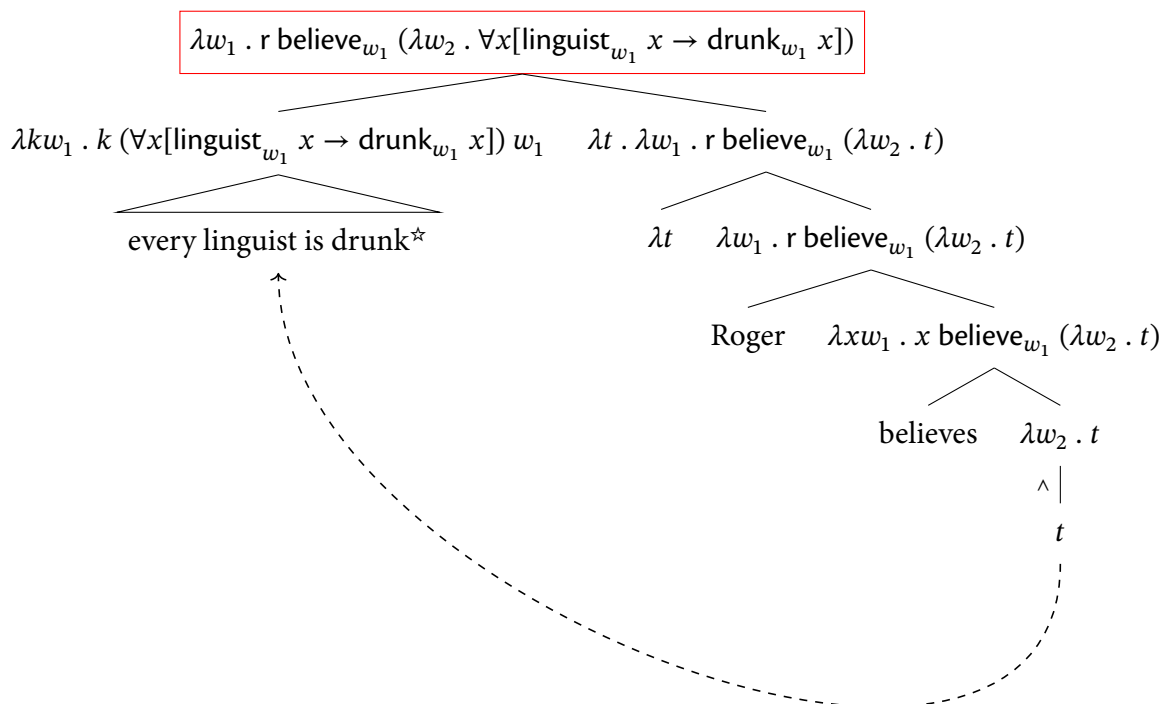 λw₁ . r believe_w₁ (λw₂ . ∀x[linguist_w₁ x → drunk_w₁ x])
λkw₁ . k (∀x[linguist_w₁ x → drunk_w₁ x]) w₁ λt . λw₁ . r believe_w₁ (λw₂ . t)
every linguist is drunk☆ λt λw₁ . r believe_w₁ (λw₂ . t)
Roger λxw₁ . x believe_w₁ (λw₂ . t)
believes λw₂ . t
^
t